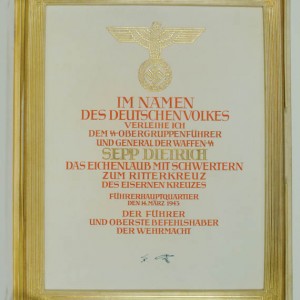 IM NAMEN
DES DEUTSCHEN VOLKES
VERLEIHE ICH
DEM ᛋᛋ-OBERGRUPPENFÜHRER
UND GENERAL DER WAFFEN-ᛋᛋ
SEPP DIETRICH
DAS EICHENLAUB MIT SCHWERTERN
ZUM RITTERKREUZ
DES EISERNEN KREUZES
FÜHRERHAUPTQUARTIER
DEN 14. MÄRZ 1943
DER FÜHRER
UND OBERSTE BEFEHLSHABER
DER WEHRMACHT